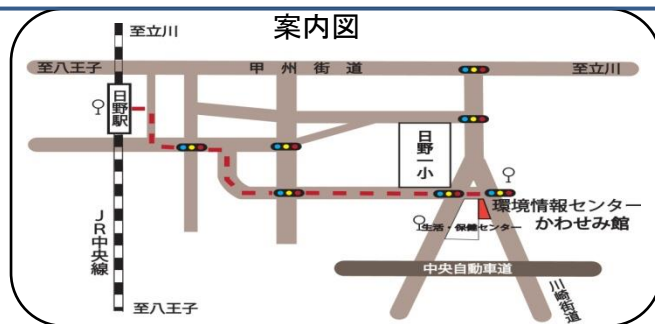 案内図
至立川
至八王子
甲州街道
至立川
日野駅
日野一小
環境情報センター
かわせみ館
生活・保健センター
JR中央線
中央自動車道
川崎街道
至八王子